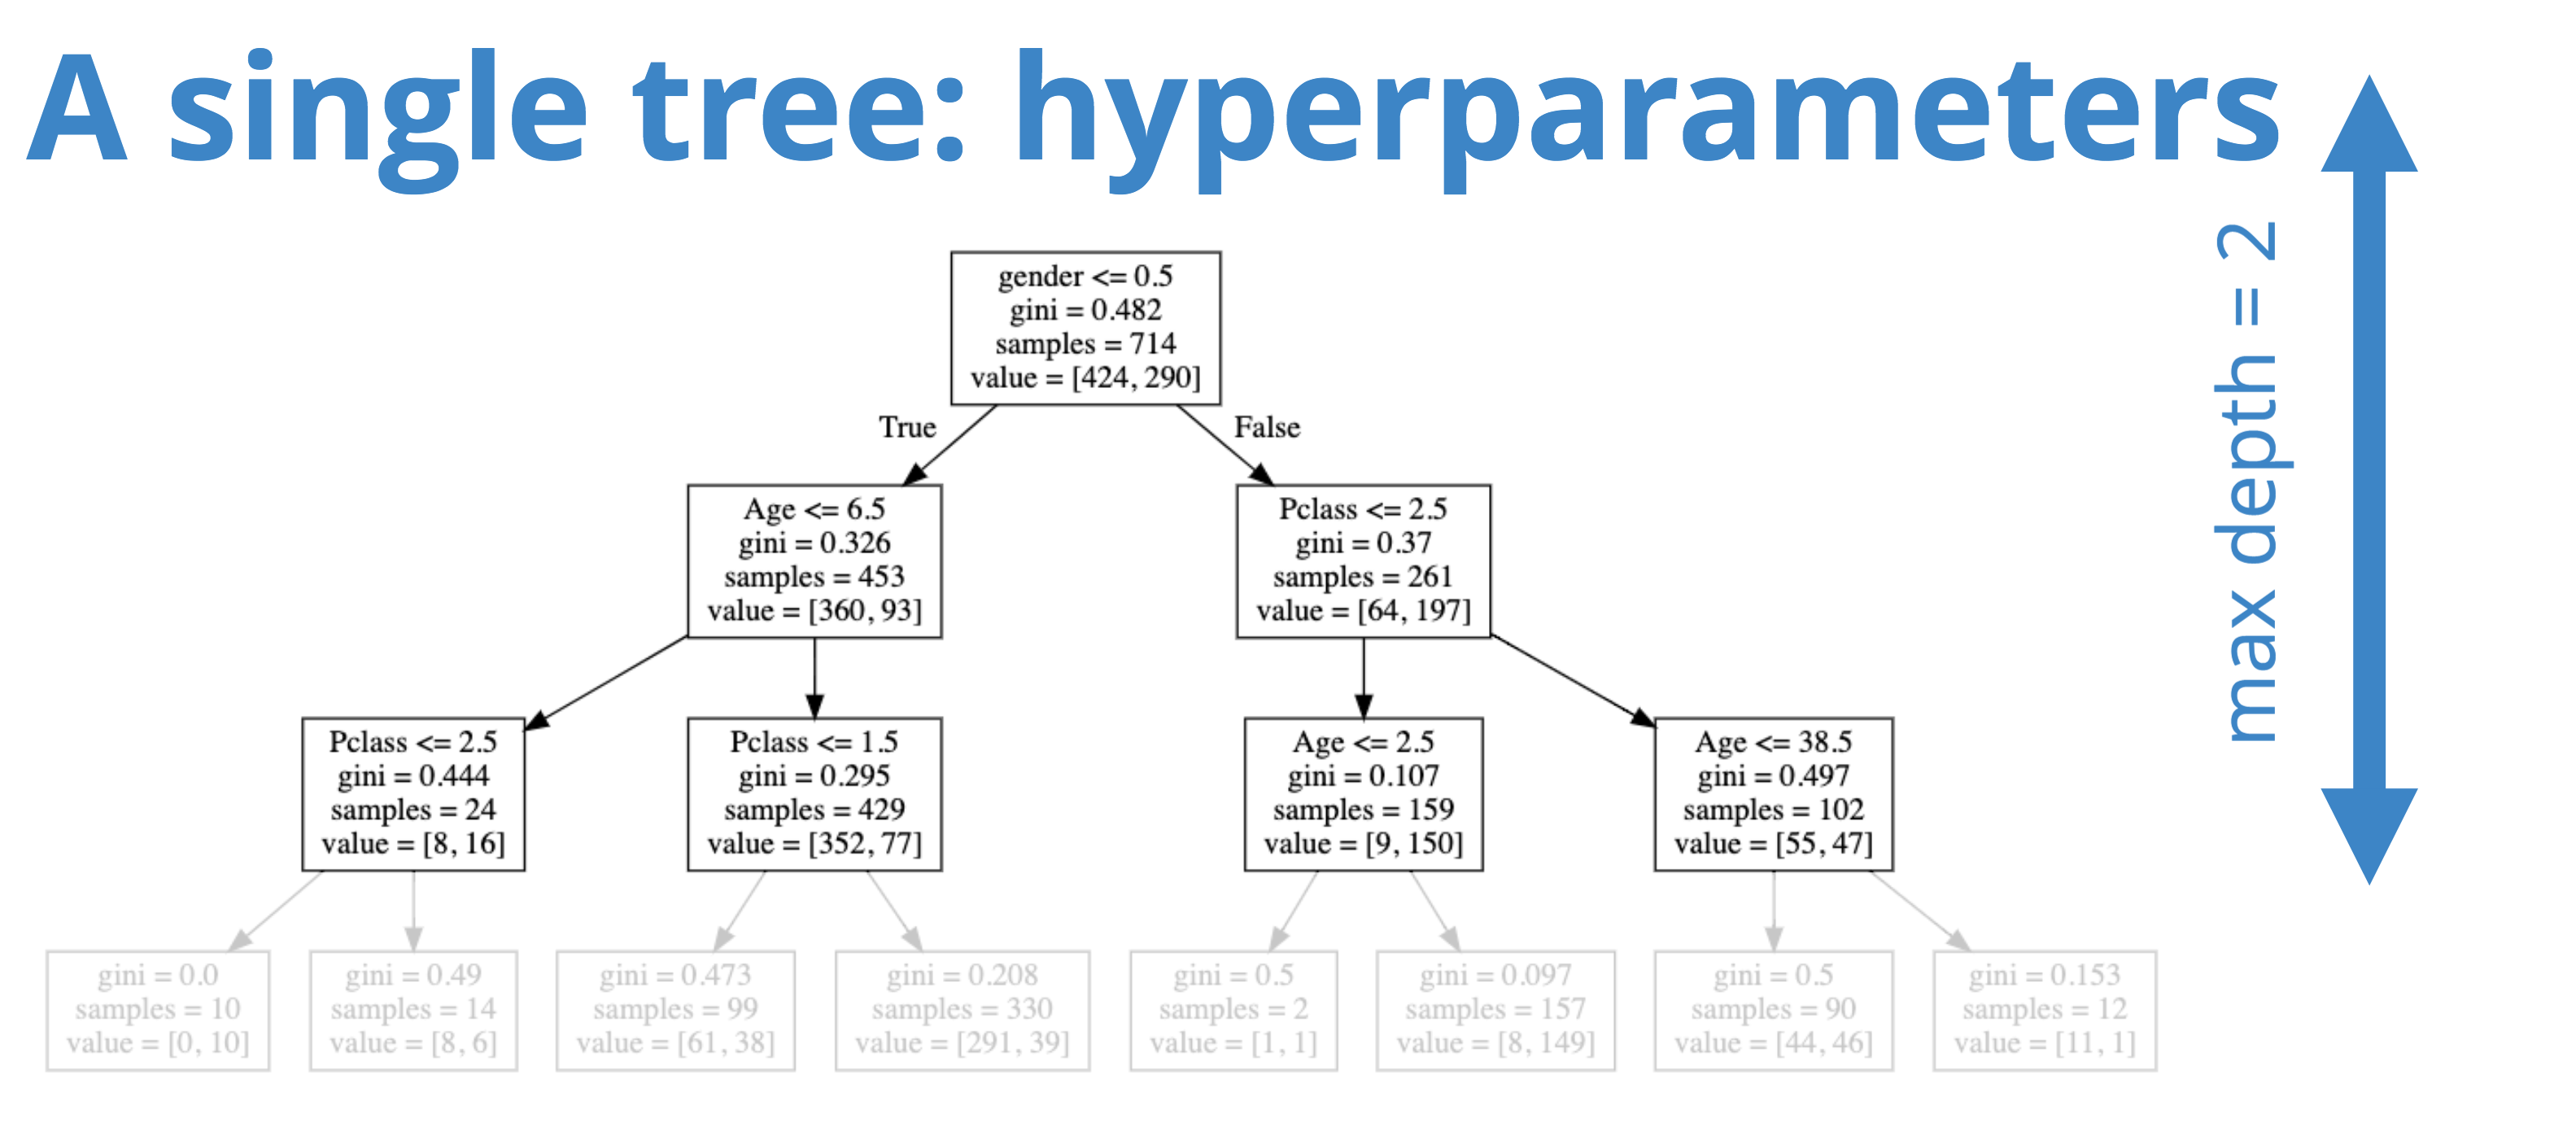 A single tree: hyperparameters
max depth = 2
gender <= 0.5
gini = 0.482
samples = 714
value = [424, 290]
True
False
Age <= 6.5
gini = 0.326
samples = 453
value = [360, 93]
Pclass <= 2.5
gini = 0.37
samples = 261
value = [64, 197]
Pclass <= 2.5
gini = 0.444
samples = 24
value = [8, 16]
Pclass <= 1.5
gini = 0.295
samples = 429
value = [352, 77]
Age <= 2.5
gini = 0.107
samples = 159
value = [9, 150]
Age <= 38.5
gini = 0.497
samples = 102
value = [55, 47]
gini = 0.0
samples = 10
value = [0, 10]
gini = 0.49
samples = 14
value = [8, 6]
gini = 0.473
samples = 99
value = [61, 38]
gini = 0.208
samples = 330
value = [291, 39]
gini = 0.5
samples = 2
value = [1, 1]
gini = 0.097
samples = 157
value = [8, 149]
gini = 0.5
samples = 90
value = [44, 46]
gini = 0.153
samples = 12
value = [11, 1]